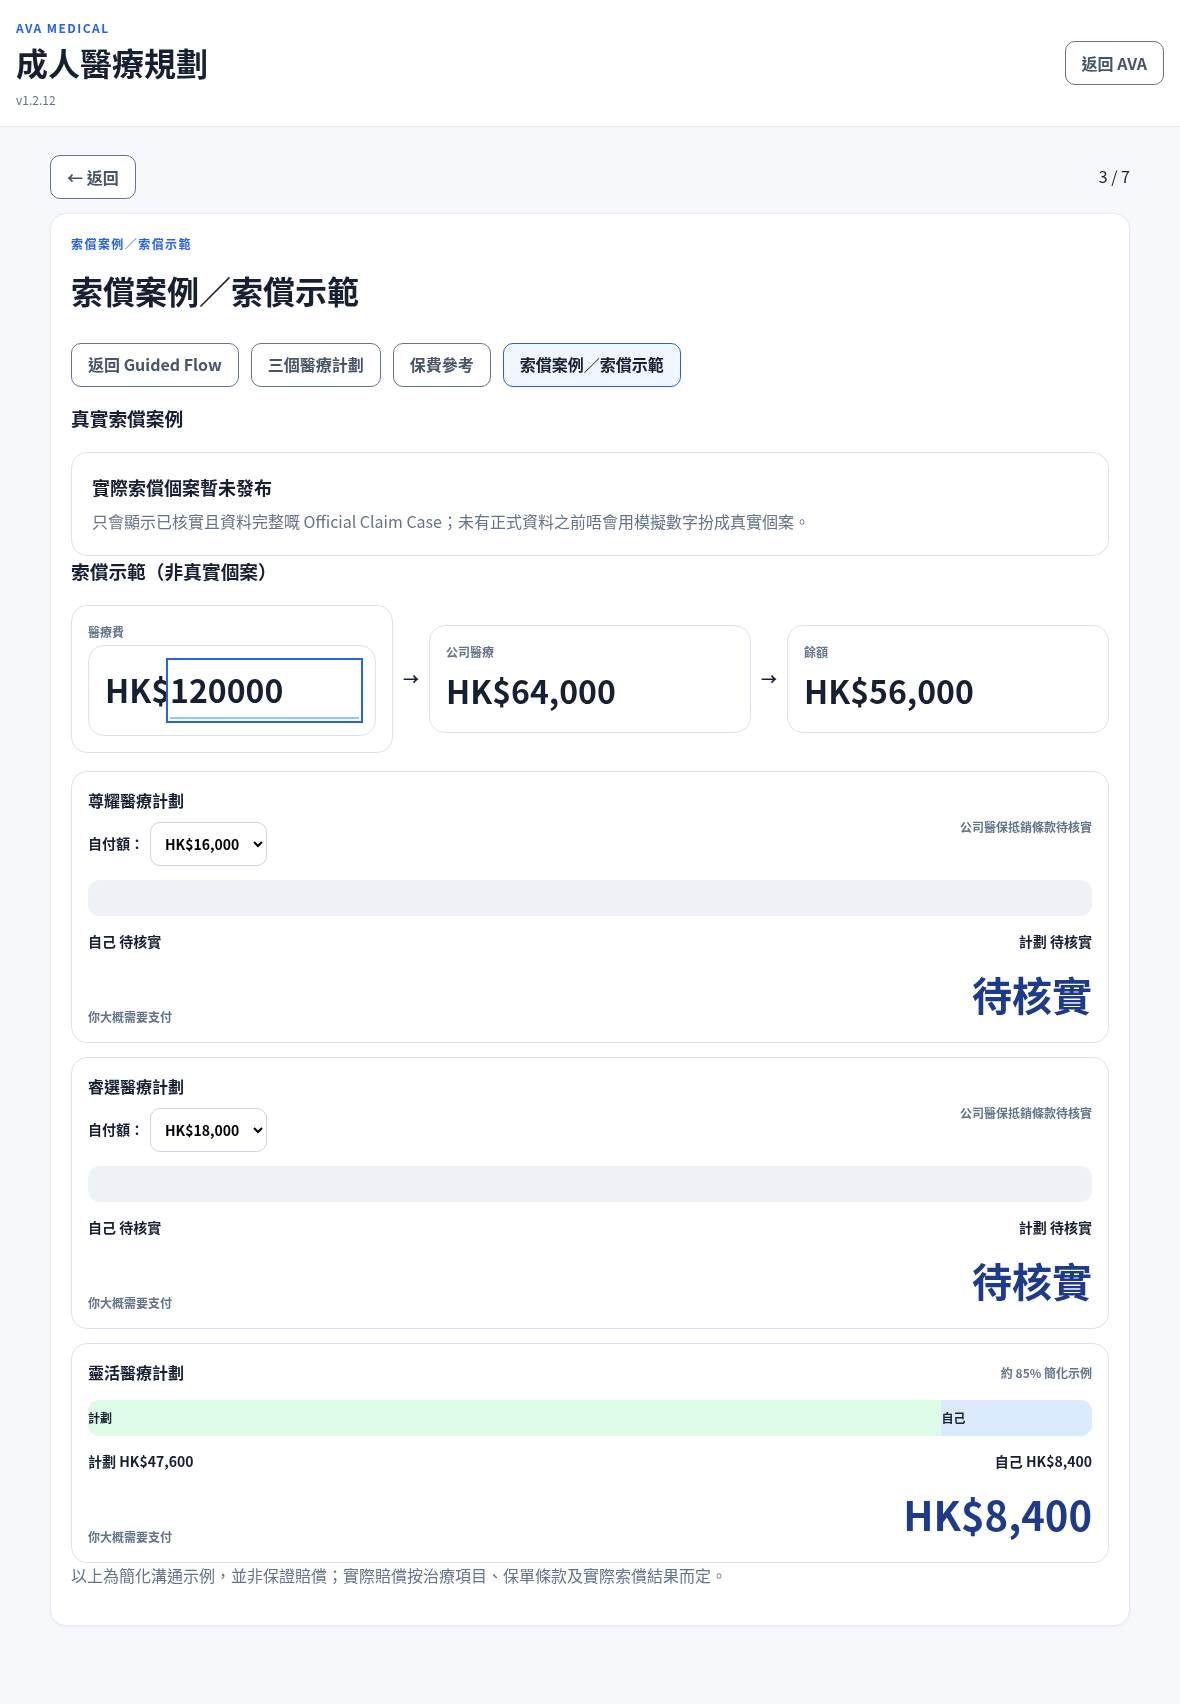 AVA MEDICAL
成人醫療規劃
v1.2.12
返回 AVA
← 返回
3 / 7
索償案例／索償示範
索償案例／索償示範
返回 Guided Flow
三個醫療計劃
保費參考
索償案例／索償示範
真實索償案例
實際索償個案暫未發布
只會顯示已核實且資料完整嘅 Official Claim Case；未有正式資料之前唔會用模擬數字扮成真實個案。
索償示範（非真實個案）
醫療費
HK$120000
→
公司醫療
HK$64,000
→
餘額
HK$56,000
尊耀醫療計劃
自付額：
HK$16,000
公司醫保抵銷條款待核實
自己 待核實
計劃 待核實
你大概需要支付
待核實
睿選醫療計劃
自付額：
HK$18,000
公司醫保抵銷條款待核實
自己 待核實
計劃 待核實
你大概需要支付
待核實
靈活醫療計劃
約 85% 簡化示例
計劃
自己
計劃 HK$47,600
自己 HK$8,400
你大概需要支付
HK$8,400
以上為簡化溝通示例，並非保證賠償；實際賠償按治療項目、保單條款及實際索償結果而定。